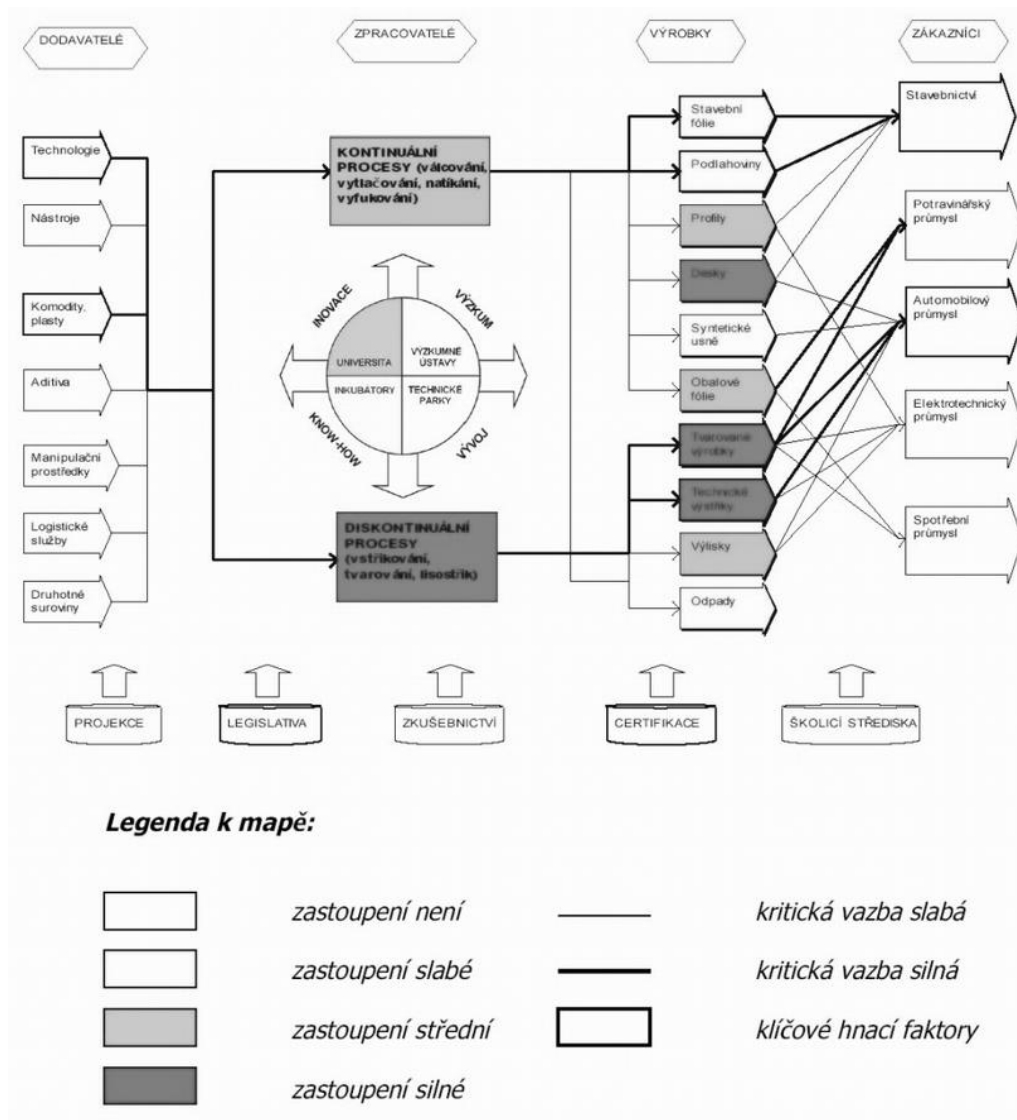 DODAVATELÉ
ZPRACOVATELÉ
VÝROBKY
ZÁKAZNÍCI
Technologie
Nástroje
Komodity,
plasty
Aditiva
Manipulační
prostředky
Logistické
služby
Druhotné
suroviny
KONTINUÁLNÍ
PROCESY (válcování,
vytlačování, natíkání,
vyfukování)
INOVACE
VÝZKUM
UNIVERSITA
VÝZKUMNÉ
ÚSTAVY
INKUBÁTORY
TECHNICKÉ
PARKY
KNOW-HOW
VÝVOJ
DISKONTINUÁLNÍ
PROCESY
(vstřikování,
tvarování, lisostřik)
Stavební
fólie
Podlahoviny
Profily
Desky
Syntetické
usně
Obalové
fólie
Tvarované
výrobky
Technické
výstřiky
Výlisky
Odpady
Stavebnictví
Potravinářský
průmysl
Automobilový
průmysl
Elektrotechnický
průmysl
Spotřební
průmysl
PROJEKCE
LEGISLATIVA
ZKUŠEBNICTVÍ
CERTIFIKACE
ŠKOLICÍ STŘEDISKA
Legenda k mapě:
zastoupení není
zastoupení slabé
zastoupení střední
zastoupení silné
kritická vazba slabá
kritická vazba silná
klíčové hnací faktory